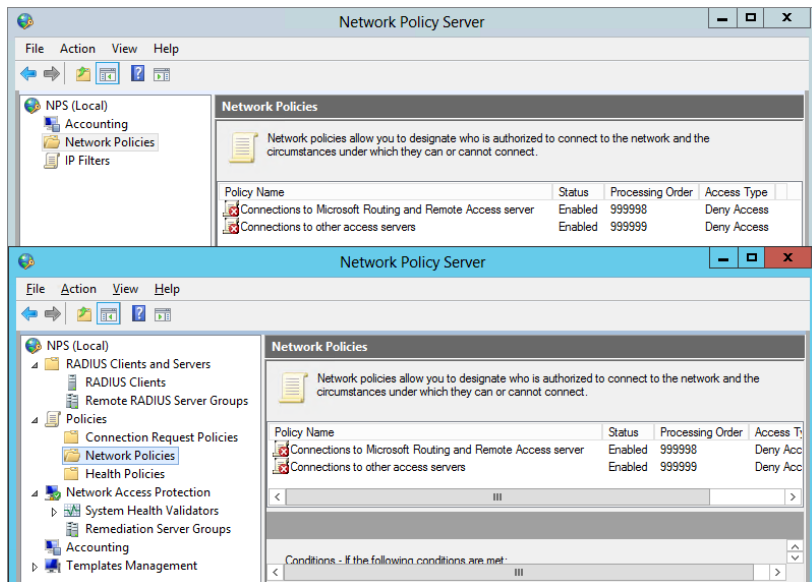 Network Policy Server
File Action View Help
NPS (Local)
Accounting
Network Policies
IP Filters
Network Policies
Network policies allow you to designate who is authorized to connect to the network and the
circumstances under which they can or cannot connect.
Policy Name Status Processing Order Access Type
Connections to Microsoft Routing and Remote Access server Enabled 999998 Deny Access
Connections to other access servers Enabled 999999 Deny Access
Network Policy Server
File Action View Help
NPS (Local)
RADIUS Clients and Servers
RADIUS Clients
Remote RADIUS Server Groups
Policies
Connection Request Policies
Network Policies
Health Policies
Network Access Protection
System Health Validators
Remediation Server Groups
Accounting
Templates Management
Network Policies
Network policies allow you to designate who is authorized to connect to the network and the
circumstances under which they can or cannot connect.
Policy Name Status Processing Order Access Ty
Connections to Microsoft Routing and Remote Access server Enabled 999998 Deny Acc
Connections to other access servers Enabled 999999 Deny Acc
Conditions - If the following conditions are met: